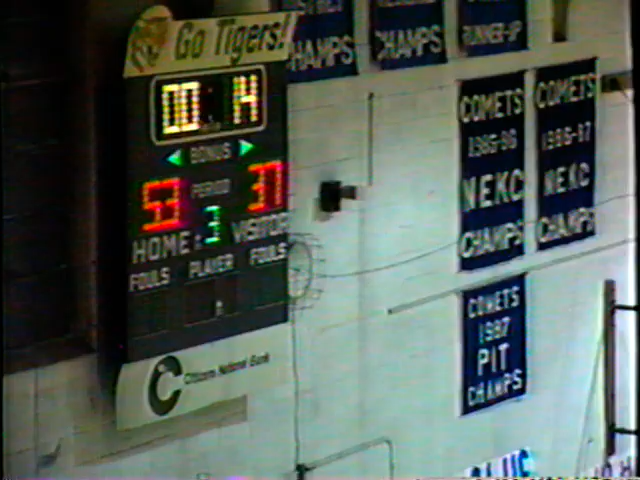 Go Tigers!
00:14
BONUS
53 PERIOD 37
HOME 3 VISITOR
FOULS PLAYER FOULS
Citizens National Bank
CHAMPS
CHAMPS
RUNNER-UP
COMETS
1985-86
NEKC
CHAMPS
COMETS
1986-87
NEKC
CHAMPS
COMETS
1987
PIT
CHAMPS